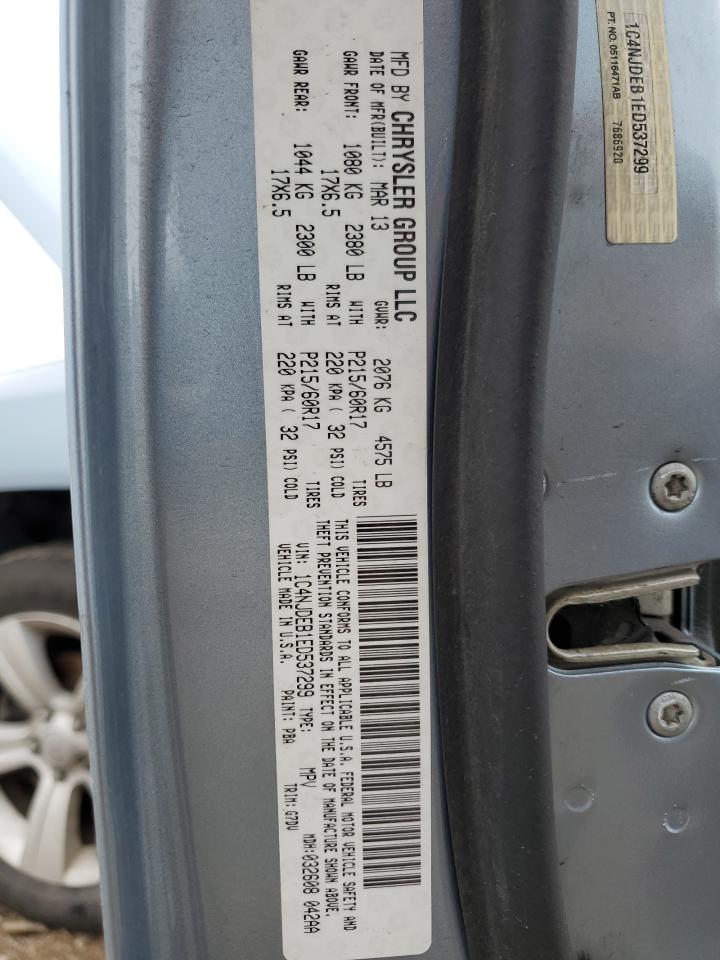 MFD BY CHRYSLER GROUP LLC
DATE OF MFR(BUILT): MAR 13 GVWR: 2076 KG 4575 LB
GAWR FRONT: 1080 KG 2380 LB WITH P215/60R17 TIRES
17X6.5 RIMS AT 220 KPA ( 32 PSI) COLD
GAWR REAR: 1044 KG 2300 LB WITH P215/60R17 TIRES
17X6.5 RIMS AT 220 KPA ( 32 PSI) COLD
THIS VEHICLE CONFORMS TO ALL APPLICABLE U.S.A. FEDERAL MOTOR VEHICLE SAFETY AND
THEFT PREVENTION STANDARDS IN EFFECT ON THE DATE OF MANUFACTURE SHOWN ABOVE.
VIN: 1C4NJDEB1ED537299 TYPE: MPV MDH:032608 042AA
VEHICLE MADE IN U.S.A. PAINT: PBA TRIM: G7DV
1C4NJDEB1ED537299
PT. NO. 05116471AB 7686920